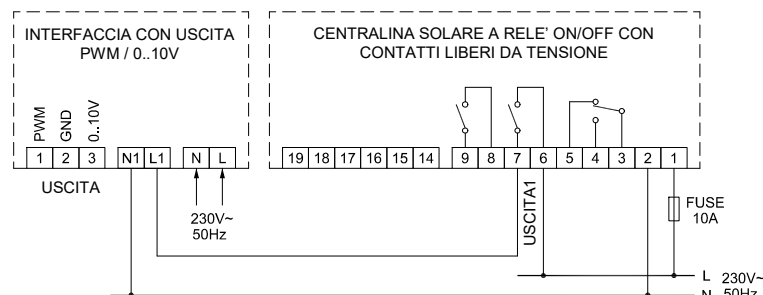 INTERFACCIA CON USCITA
PWM / 0..10V
CENTRALINA SOLARE A RELE' ON/OFF CON
CONTATTI LIBERI DA TENSIONE
PWM
GND
0..10V
1 2 3 N1 L1 N L
19 18 17 16 15 14 9 8 7 6 5 4 3 2 1
USCITA
230V~
50Hz
USCITA1
FUSE
10A
L 230V~
N 50Hz